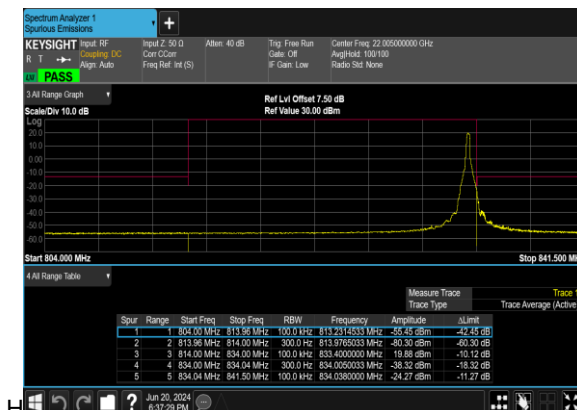 Spectrum Analyzer 1
Spurious Emissions
KEYSIGHT Input: RF Input Z: 50 Ω Atten: 40 dB Trig: Free Run Center Freq: 22.005000000 GHz
R T Coupling: DC Corr CCorr Gate: Off Avg|Hold: 100/100
Align: Auto Freq Ref: Int (S) IF Gain: Low Radio Std: None
LM PASS
3 All Range Graph
Ref Lvl Offset 7.50 dB
Scale/Div 10.0 dB Ref Value 30.00 dBm
Log
20.0
10.0
0.00
-10.0
-20.0
-30.0
-40.0
-50.0
-60.0
Start 804.000 MHz Stop 841.500 MH
4 All Range Table
Measure Trace Trace 1
Trace Type Trace Average (Active
Spur Range Start Freq Stop Freq RBW Frequency Amplitude ΔLimit
1 1 804.00 MHz 813.96 MHz 100.0 kHz 813.2314533 MHz -55.45 dBm -42.45 dB
2 2 813.96 MHz 814.00 MHz 300.0 Hz 813.9765033 MHz -80.30 dBm -60.30 dB
3 3 814.00 MHz 834.00 MHz 100.0 kHz 833.4000000 MHz 19.88 dBm -10.12 dB
4 4 834.00 MHz 834.04 MHz 300.0 Hz 834.0050033 MHz -38.32 dBm -18.32 dB
5 5 834.04 MHz 841.50 MHz 100.0 kHz 834.0380000 MHz -24.27 dBm -11.27 dB
H
? Jun 20, 2024
6:37:29 PM